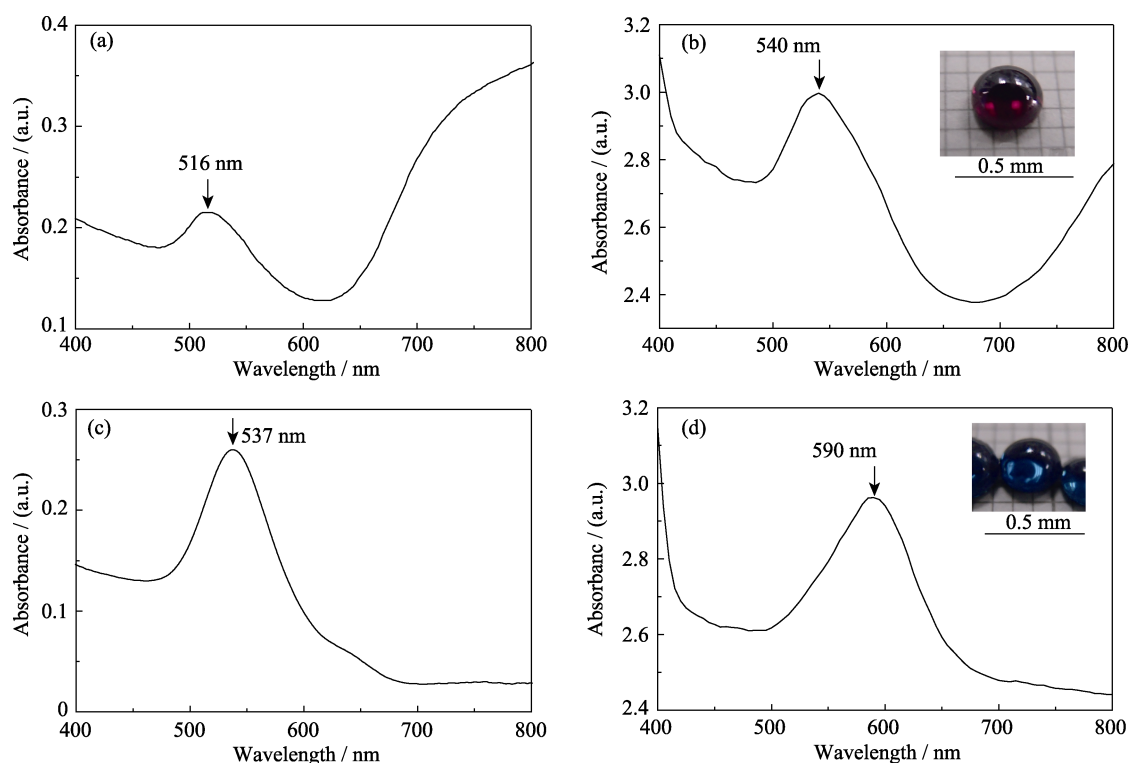 (a)
516 nm
0.4
0.3
0.2
0.1
Absorbance / (a.u.)
400 500 600 700 800
Wavelength / nm
(b)
540 nm
0.5 mm
3.2
3.0
2.8
2.6
2.4
Absorbance / (a.u.)
400 500 600 700 800
Wavelength / nm
(c)
537 nm
0.3
0.2
0.1
0
Absorbance / (a.u.)
400 500 600 700 800
Wavelength / nm
(d)
590 nm
0.5 mm
3.2
3.0
2.8
2.6
2.4
Absorbanc / (a.u.)
400 500 600 700 800
Wavelength / nm